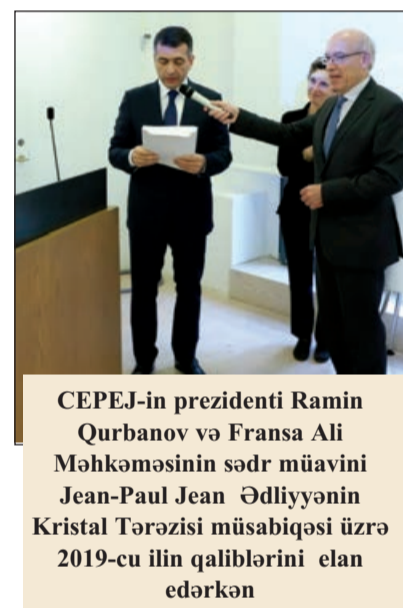 CEPEJ-in prezidenti Ramin
Qurbanov və Fransa Ali
Məhkəməsinin sədr müavini
Jean-Paul Jean Ədliyyənin
Kristal Tərəzisi müsabiqəsi üzrə
2019-cu ilin qaliblərini elan
edərkən